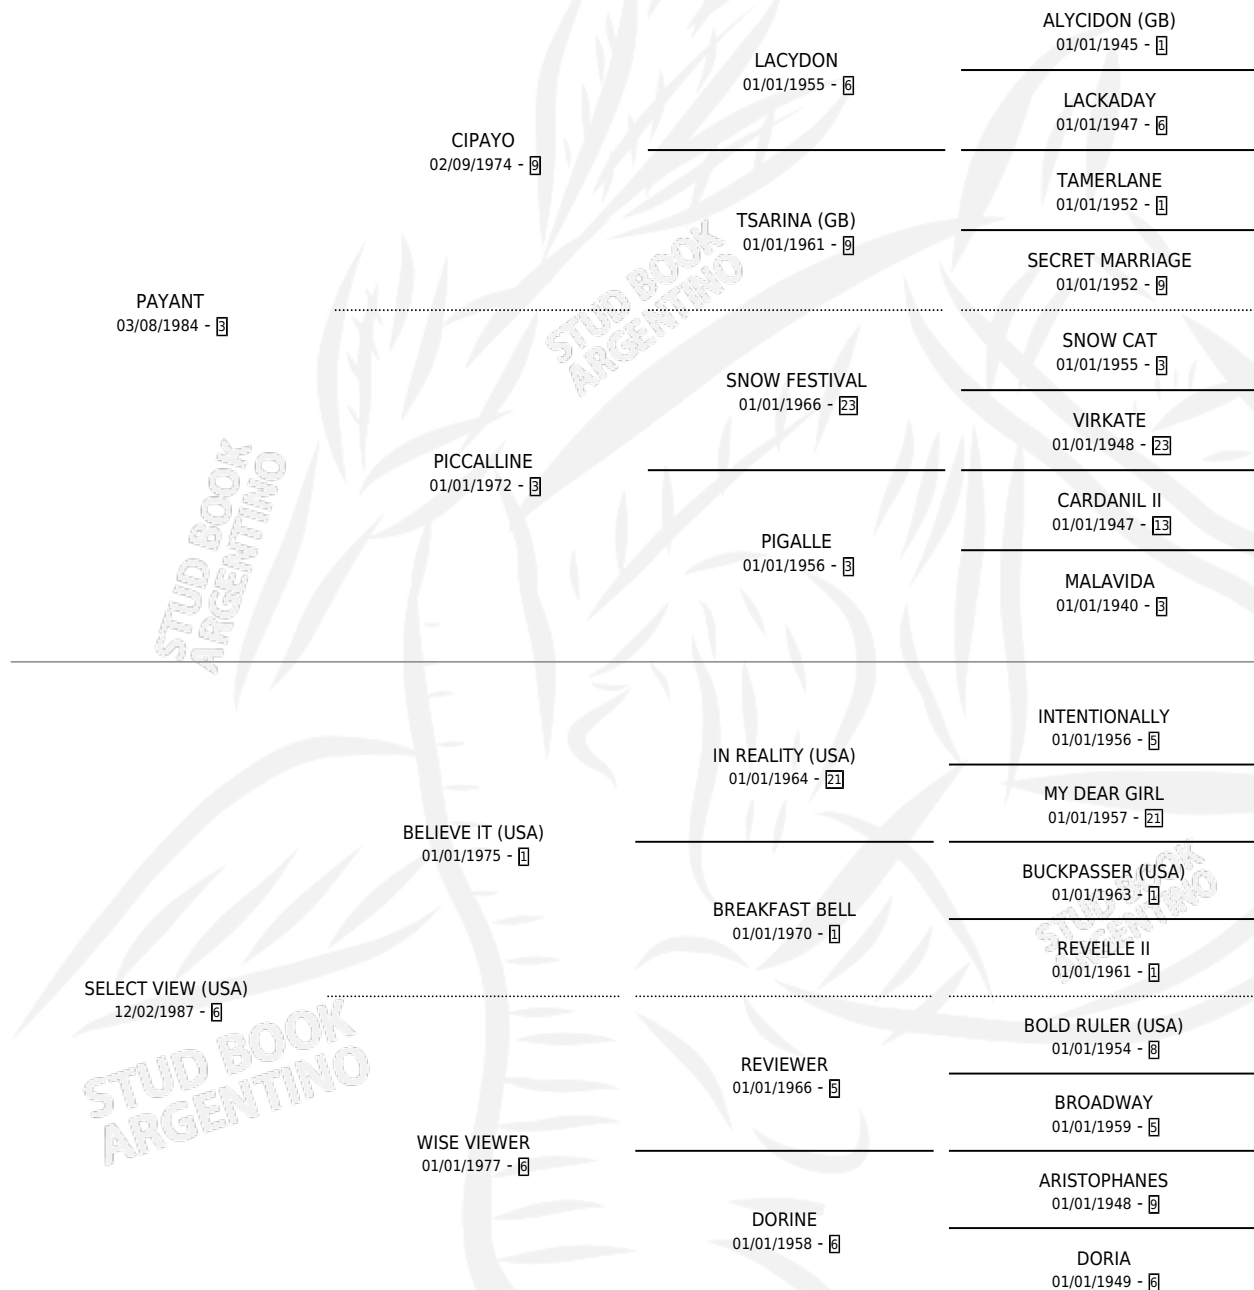 ALYCIDON (GB)
01/01/1945 - 1
LACYDON
01/01/1955 - 6
LACKADAY
01/01/1947 - 6
CIPAYO
02/09/1974 - 9
TAMERLANE
01/01/1952 - 1
TSARINA (GB)
01/01/1961 - 9
SECRET MARRIAGE
01/01/1952 - 9
PAYANT
03/08/1984 - 3
STUD BOOK
ARGENTINO
SNOW CAT
01/01/1955 - 3
SNOW FESTIVAL
01/01/1966 - 23
VIRKATE
01/01/1948 - 23
PICCALLINE
01/01/1972 - 3
CARDANIL II
01/01/1947 - 13
PIGALLE
01/01/1956 - 3
MALAVIDA
01/01/1940 - 3
STUD BOOK
ARGENTINO
INTENTIONALLY
01/01/1956 - 5
IN REALITY (USA)
01/01/1964 - 21
MY DEAR GIRL
01/01/1957 - 21
BELIEVE IT (USA)
01/01/1975 - 1
BUCKPASSER (USA)
01/01/1963 - 1
BREAKFAST BELL
01/01/1970 - 1
STUD BOOK
ARGENTINO
REVEILLE II
01/01/1961 - 1
SELECT VIEW (USA)
12/02/1987 - 6
BOLD RULER (USA)
01/01/1954 - 8
STUD BOOK
ARGENTINO
REVIEWER
01/01/1966 - 5
BROADWAY
01/01/1959 - 5
WISE VIEWER
01/01/1977 - 6
ARISTOPHANES
01/01/1948 - 9
DORINE
01/01/1958 - 6
DORIA
01/01/1949 - 6